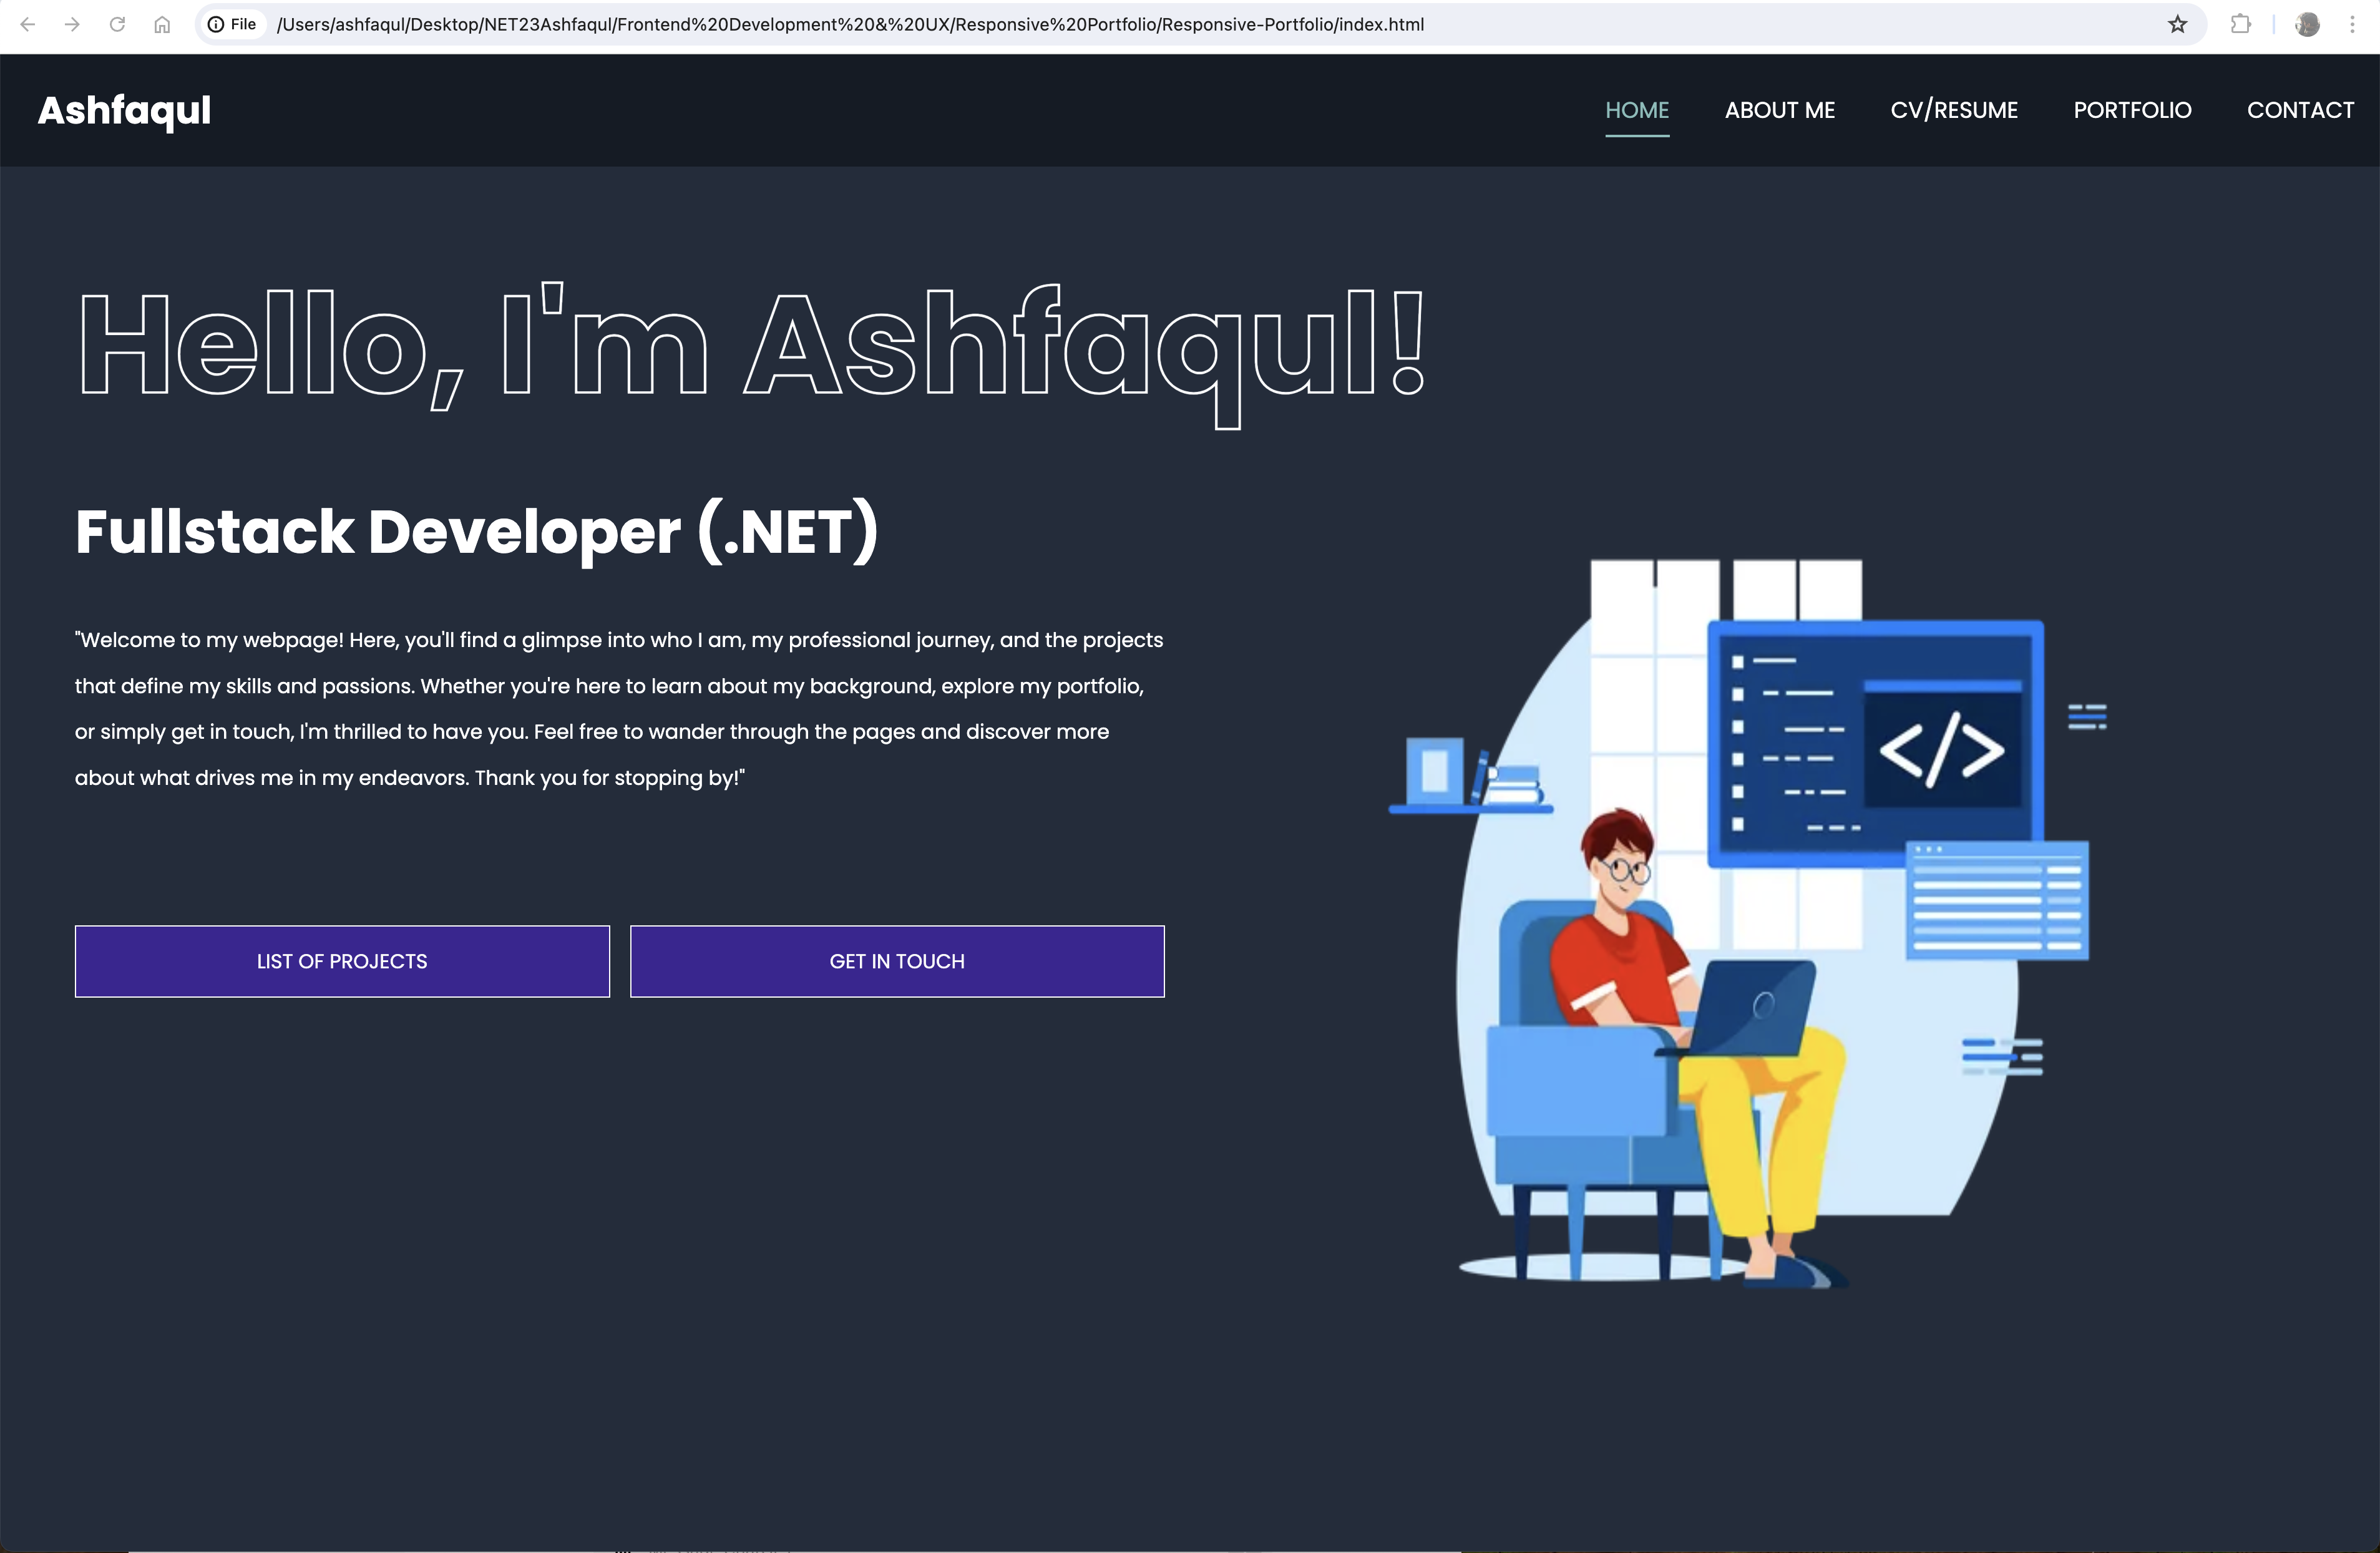 File /Users/ashfaqul/Desktop/NET23Ashfaqul/Frontend%20Development%20&%20UX/Responsive%20Portfolio/Responsive-Portfolio/index.html
Ashfaqul HOME ABOUT ME CV/RESUME PORTFOLIO CONTACT
Hello, I'm Ashfaqul!
Fullstack Developer (.NET)
"Welcome to my webpage! Here, you'll find a glimpse into who I am, my professional journey, and the projects
that define my skills and passions. Whether you're here to learn about my background, explore my portfolio,
or simply get in touch, I'm thrilled to have you. Feel free to wander through the pages and discover more
about what drives me in my endeavors. Thank you for stopping by!"
</>
LIST OF PROJECTS GET IN TOUCH